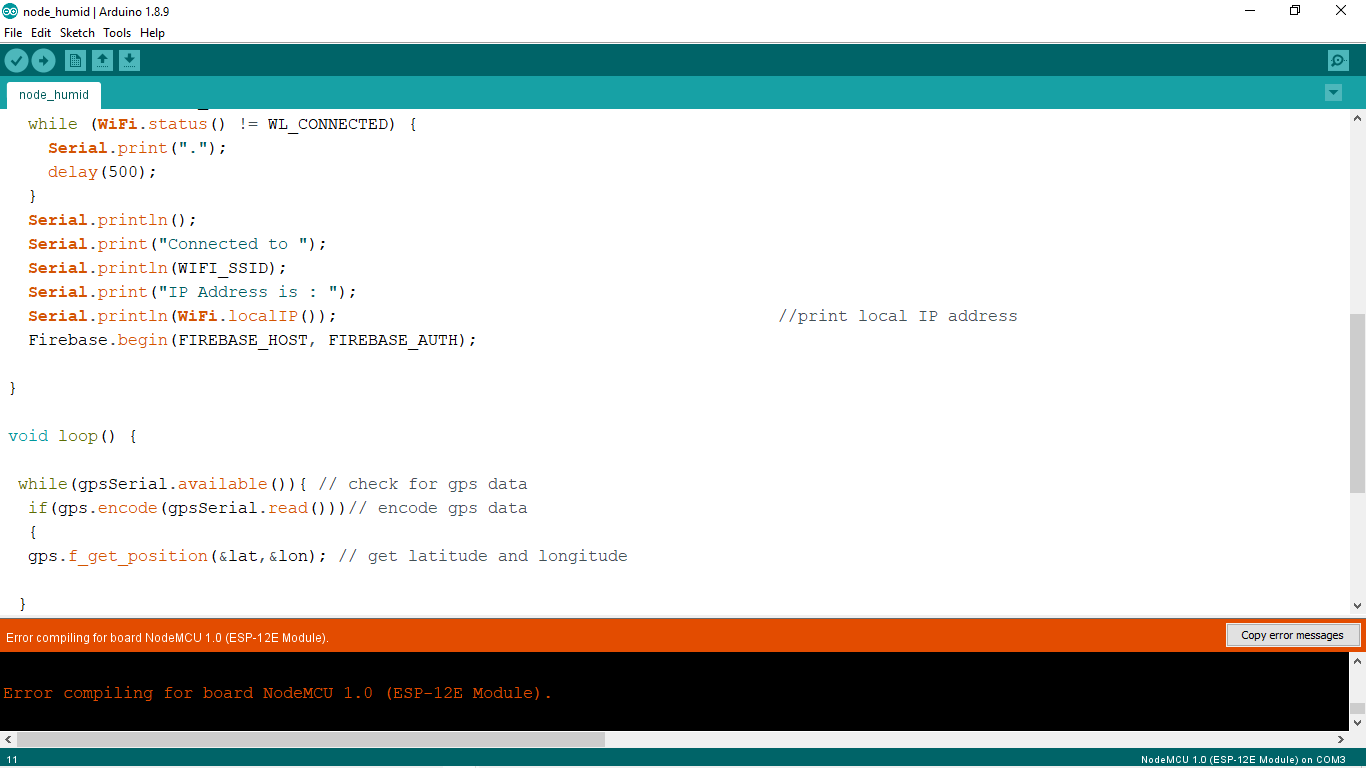 node_humid | Arduino 1.8.9
File Edit Sketch Tools Help
node_humid
while (WiFi.status() != WL_CONNECTED) {
Serial.print(".");
delay(500);
}
Serial.println();
Serial.print("Connected to ");
Serial.println(WIFI_SSID);
Serial.print("IP Address is : ");
Serial.println(WiFi.localIP()); //print local IP address
Firebase.begin(FIREBASE_HOST, FIREBASE_AUTH);
}
void loop() {
while(gpsSerial.available()){ // check for gps data
if(gps.encode(gpsSerial.read()))// encode gps data
{
gps.f_get_position(&lat,&lon); // get latitude and longitude
}
Error compiling for board NodeMCU 1.0 (ESP-12E Module).
Copy error messages
Error compiling for board NodeMCU 1.0 (ESP-12E Module).
11
NodeMCU 1.0 (ESP-12E Module) on COM3